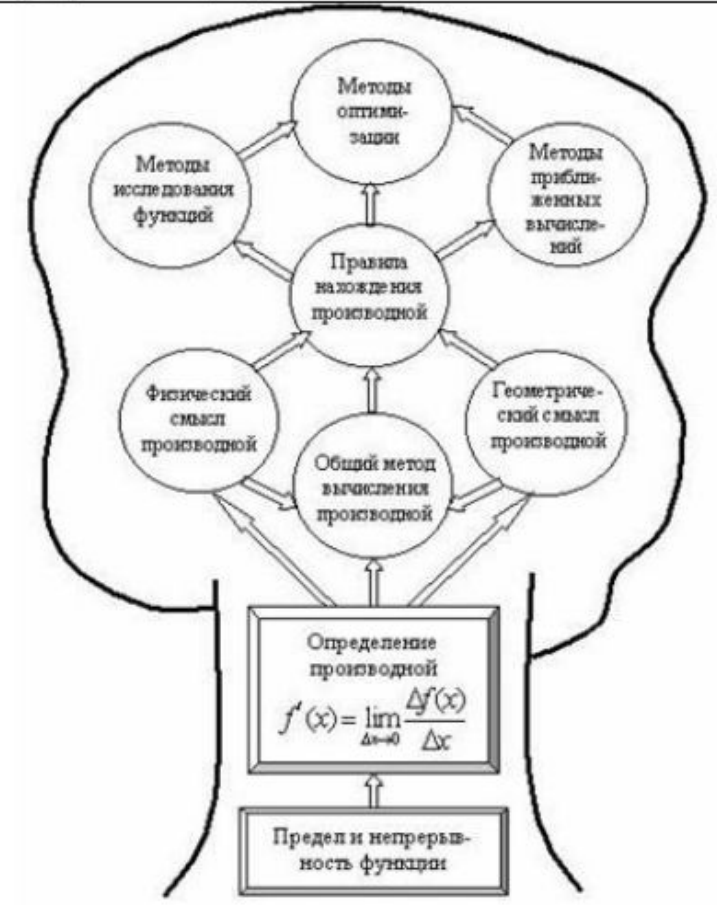 Методы
оптими-
зации
Методы
исследования
функций
Методы
прибли-
женных
вычисле-
ний
Правила
нахождения
производной
Физический
смысл
производной
Геометриче-
ский смысл
производной
Общий метод
вычисления
производной
Определение
производной
f'(x) = lim Δx→0 Δf(x)/Δx
Предел и непрерыв-
ность функции